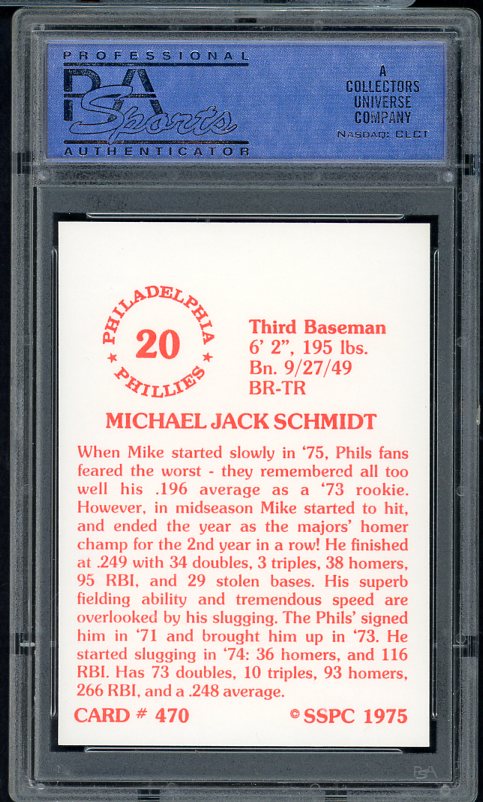 PROFESSIONAL
PSA
Sports
AUTHENTICATOR
A
COLLECTORS
UNIVERSE
COMPANY
NASDAQ: CLCT
PHILADELPHIA
20
★ PHILLIES ★
Third Baseman
6' 2", 195 lbs.
Bn. 9/27/49
BR-TR
MICHAEL JACK SCHMIDT
When Mike started slowly in '75, Phils fans
feared the worst - they remembered all too
well his .196 average as a '73 rookie.
However, in midseason Mike started to hit,
and ended the year as the majors' homer
champ for the 2nd year in a row! He finished
at .249 with 34 doubles, 3 triples, 38 homers,
95 RBI, and 29 stolen bases. His superb
fielding ability and tremendous speed are
overlooked by his slugging. The Phils' signed
him in '71 and brought him up in '73. He
started slugging in '74: 36 homers, and 116
RBI. Has 73 doubles, 10 triples, 93 homers,
266 RBI, and a .248 average.
CARD # 470 © SSPC 1975
PSA